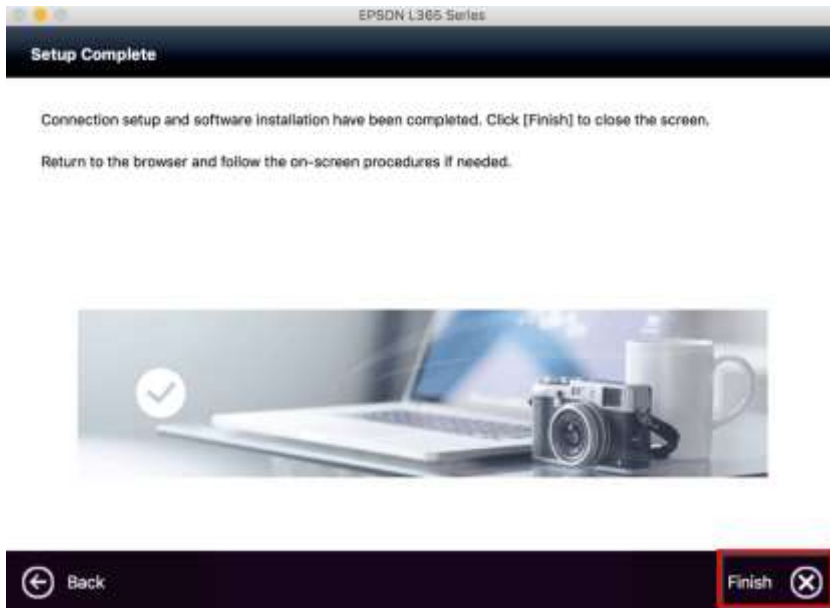 EPSON L365 Series
Setup Complete
Connection setup and software installation have been completed. Click [Finish] to close the screen.
Return to the browser and follow the on-screen procedures if needed.
Back
Finish